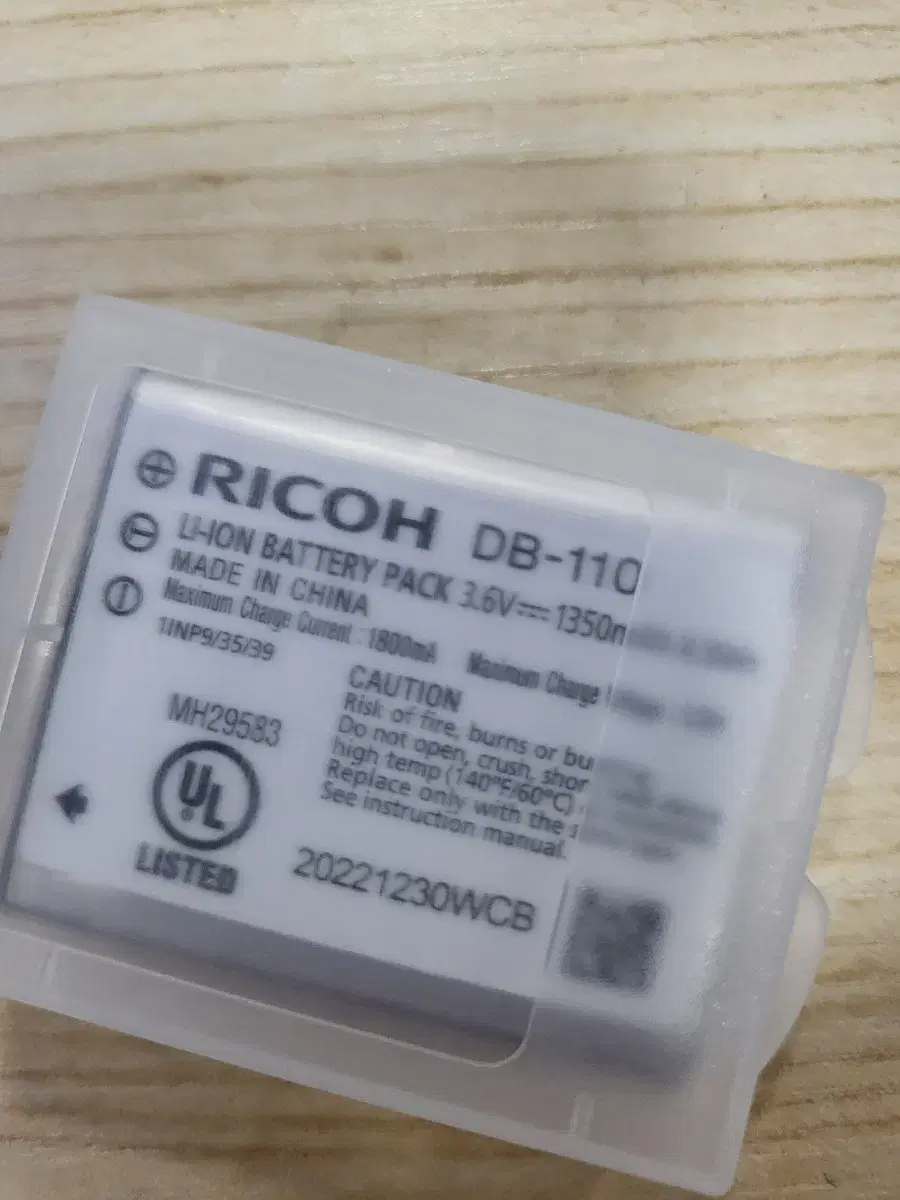 RICOH DB-110
LI-ION BATTERY PACK 3.6V⎓1350m
MADE IN CHINA
Maximum Charge Current : 1800mA Maximum Charge
1INP9/35/39
CAUTION
Risk of fire, burns or bu
Do not open, crush, shor
high temp (140°F/60°C)
Replace only with the s
See instruction manual.
MH29583
UL
LISTED
20221230WCB